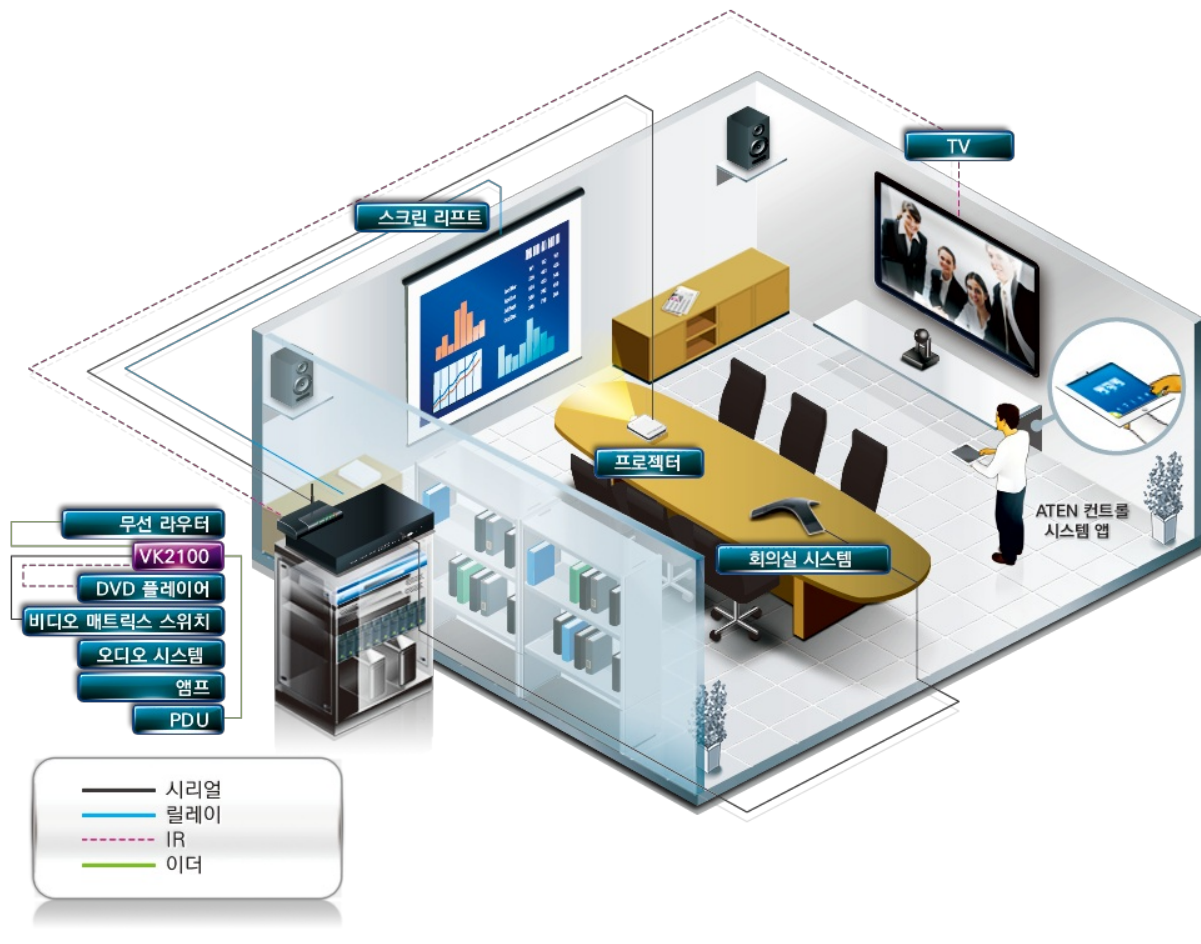 TV
스크린 리프트
프로젝터
회의실 시스템
ATEN 컨트롤
시스템 앱
무선 라우터
VK2100
DVD 플레이어
비디오 매트릭스 스위치
오디오 시스템
앰프
PDU
시리얼
릴레이
IR
이더